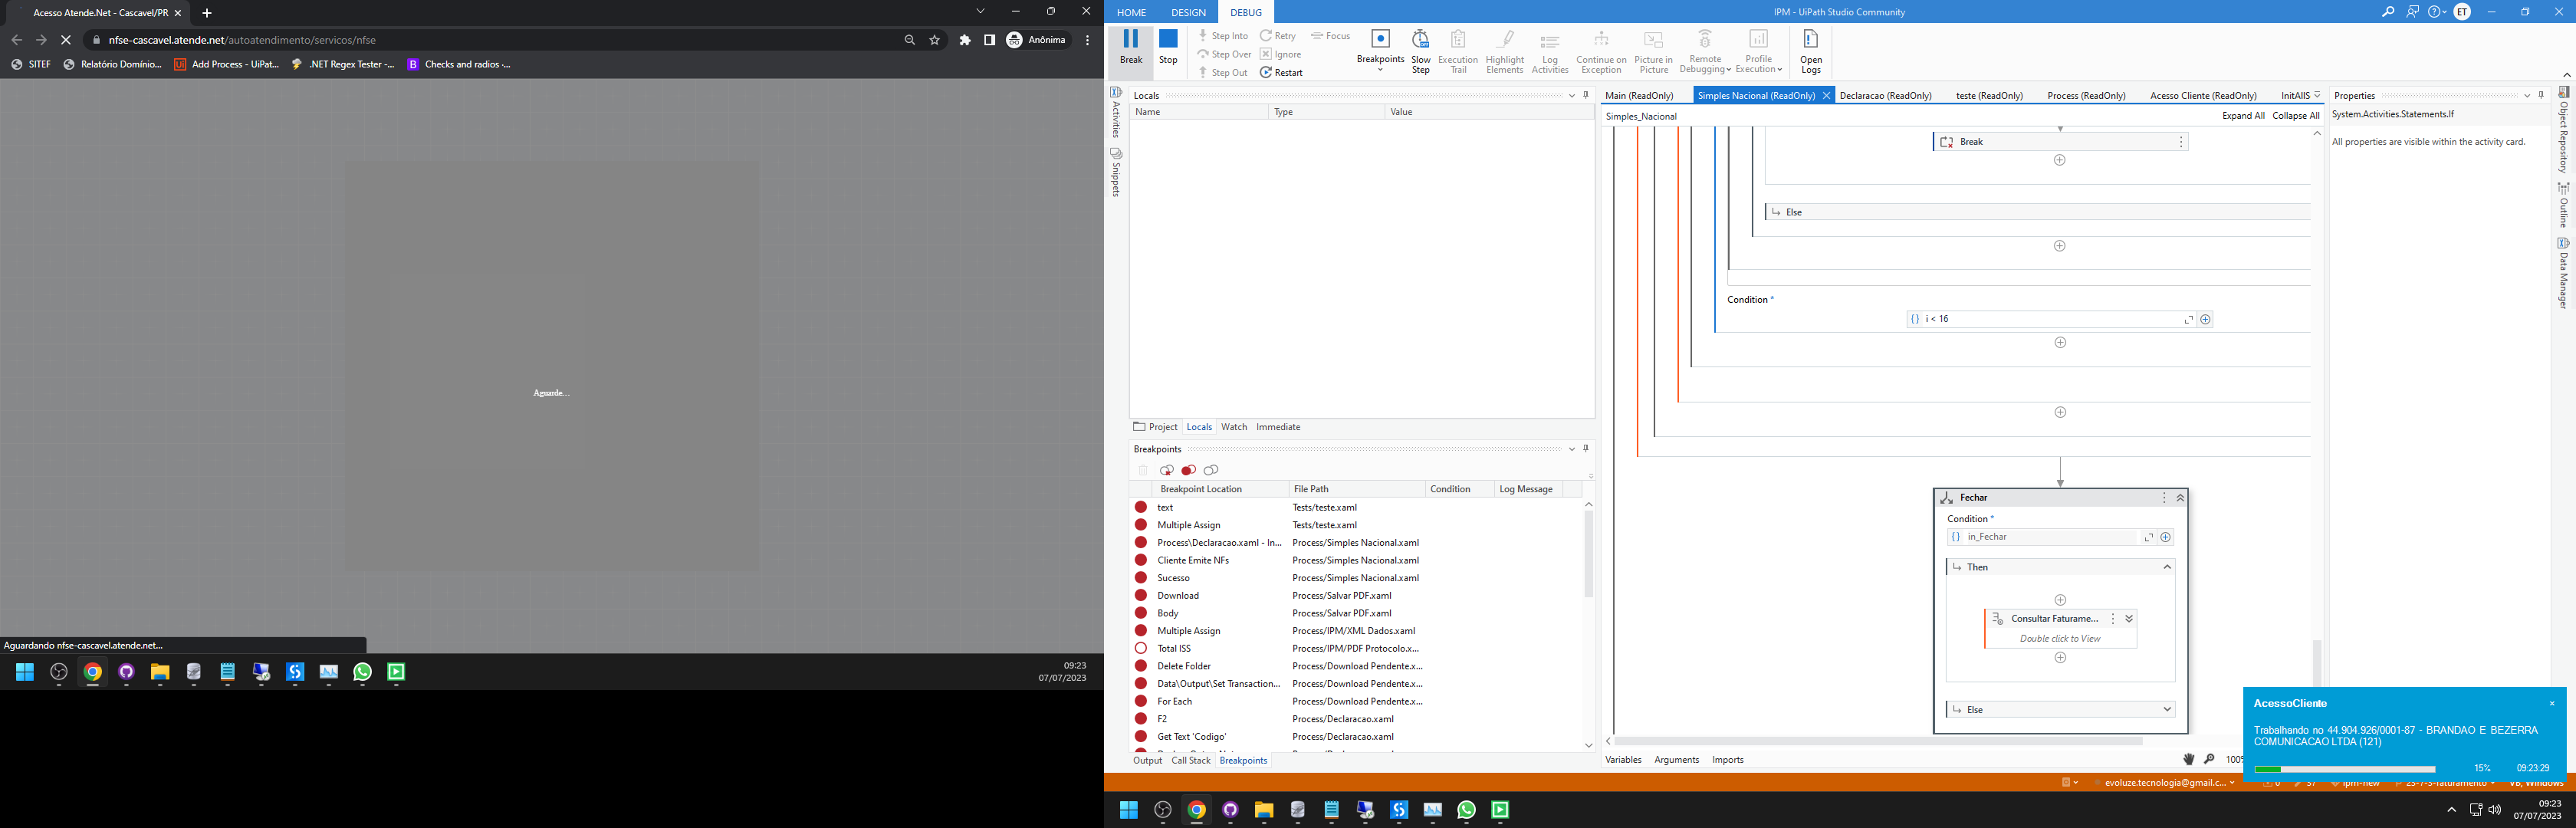 Acesso Atende.Net - Cascavel/PR
nfse-cascavel.atende.net/autoatendimento/servicos/nfse
Anônima
SITEF
Relatório Domínio...
Add Process - UiPat...
.NET Regex Tester -...
Checks and radios ·...
Aguarde...
Aguardando nfse-cascavel.atende.net...
09:23
07/07/2023
HOME
DESIGN
DEBUG
IPM - UiPath Studio Community
ET
Break
Stop
Step Into
Step Over
Step Out
Retry
Ignore
Restart
Focus
Breakpoints
Slow Step
Execution Trail
Highlight Elements
Log Activities
Continue on Exception
Picture in Picture
Remote Debugging
Profile Execution
Open Logs
Activities
Snippets
Locals
Name Type Value
Project Locals Watch Immediate
Breakpoints
Breakpoint Location File Path Condition Log Message
text Tests/teste.xaml
Multiple Assign Tests/teste.xaml
Process\Declaracao.xaml - In... Process/Simples Nacional.xaml
Cliente Emite NFs Process/Simples Nacional.xaml
Sucesso Process/Simples Nacional.xaml
Download Process/Salvar PDF.xaml
Body Process/Salvar PDF.xaml
Multiple Assign Process/IPM/XML Dados.xaml
Total ISS Process/IPM/PDF Protocolo.x...
Delete Folder Process/Download Pendente.x...
Data\Output\Set Transaction... Process/Download Pendente.x...
For Each Process/Download Pendente.x...
F2 Process/Declaracao.xaml
Get Text 'Codigo' Process/Declaracao.xaml
Output Call Stack Breakpoints
Main (ReadOnly)
Simples Nacional (ReadOnly)
Declaracao (ReadOnly)
teste (ReadOnly)
Process (ReadOnly)
Acesso Cliente (ReadOnly)
InitAllS
Simples_Nacional
Expand All Collapse All
Break
Else
Condition *
i < 16
Fechar
Condition *
in_Fechar
Then
Consultar Faturame...
Double click to View
Else
Variables Arguments Imports
100%
Properties
System.Activities.Statements.If
All properties are visible within the activity card.
Object Repository
Outline
Data Manager
AcessoCliente
Trabalhando no 44.904.926/0001-87 - BRANDAO E BEZERRA
COMUNICACAO LTDA (121)
15% 09:23:29
evoluze.tecnologia@gmail.c...
09:23
07/07/2023